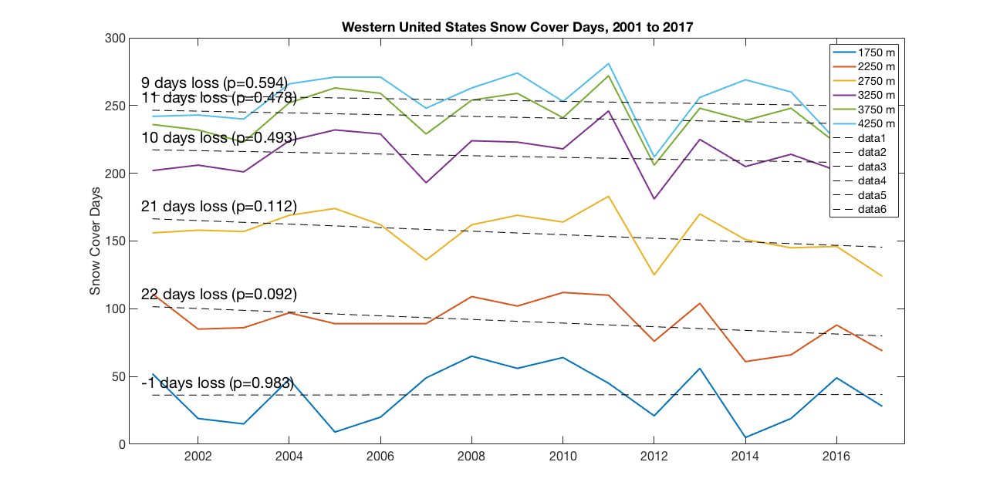 Western United States Snow Cover Days, 2001 to 2017
300
250
200
150
100
50
0
Snow Cover Days
9 days loss (p=0.594)
11 days loss (p=0.478)
10 days loss (p=0.493)
21 days loss (p=0.112)
22 days loss (p=0.092)
-1 days loss (p=0.983)
1750 m
2250 m
2750 m
3250 m
3750 m
4250 m
data1
data2
data3
data4
data5
data6
2002 2004 2006 2008 2010 2012 2014 2016